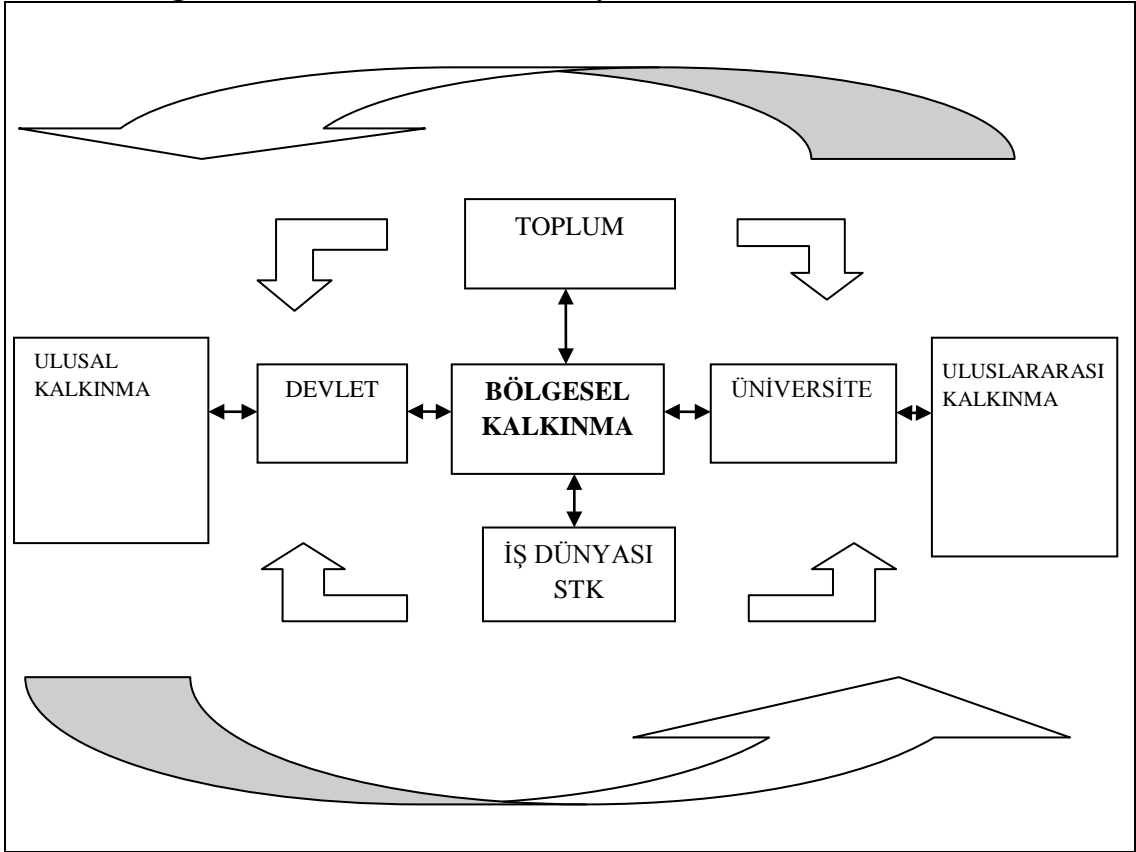 TOPLUM
ULUSAL
KALKINMA
DEVLET
BÖLGESEL
KALKINMA
ÜNİVERSİTE
ULUSLARARASI
KALKINMA
İŞ DÜNYASI
STK